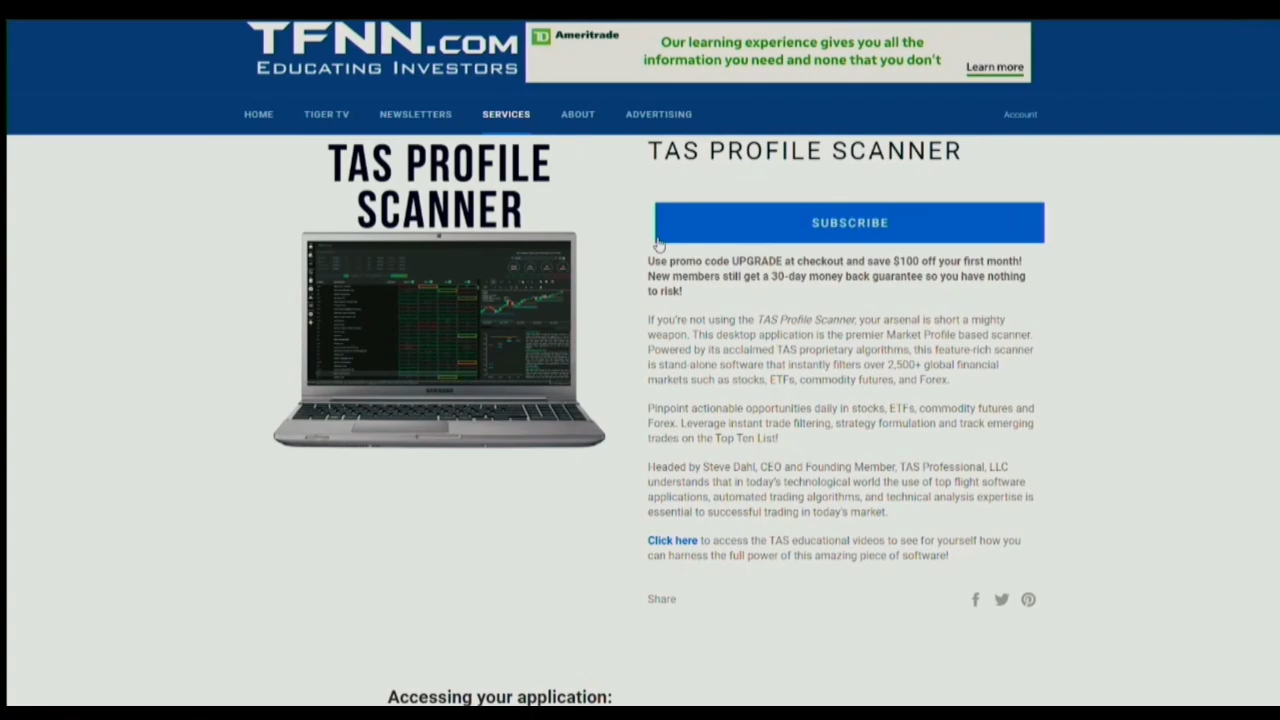 TFNN.COM
EDUCATING INVESTORS
Ameritrade
Our learning experience gives you all the
information you need and none that you don't
Learn more
HOME
TIGER TV
NEWSLETTERS
SERVICES
ABOUT
ADVERTISING
Account
TAS PROFILE
SCANNER
TAS PROFILE SCANNER
SUBSCRIBE
Use promo code UPGRADE at checkout and save $100 off your first month!
New members still get a 30-day money back guarantee so you have nothing
to risk!
If you're not using the TAS Profile Scanner, your arsenal is short a mighty
weapon. This desktop application is the premier Market Profile based scanner.
Powered by its acclaimed TAS proprietary algorithms, this feature-rich scanner
is stand-alone software that instantly filters over 2,500+ global financial
markets such as stocks, ETFs, commodity futures, and Forex.
Pinpoint actionable opportunities daily in stocks, ETFs, commodity futures and
Forex. Leverage instant trade filtering, strategy formulation and track emerging
trades on the Top Ten List!
Headed by Steve Dahl, CEO and Founding Member, TAS Professional, LLC
understands that in today's technological world the use of top flight software
applications, automated trading algorithms, and technical analysis expertise is
essential to successful trading in today's market.
Click here to access the TAS educational videos to see for yourself how you
can harness the full power of this amazing piece of software!
Share
Accessing your application: